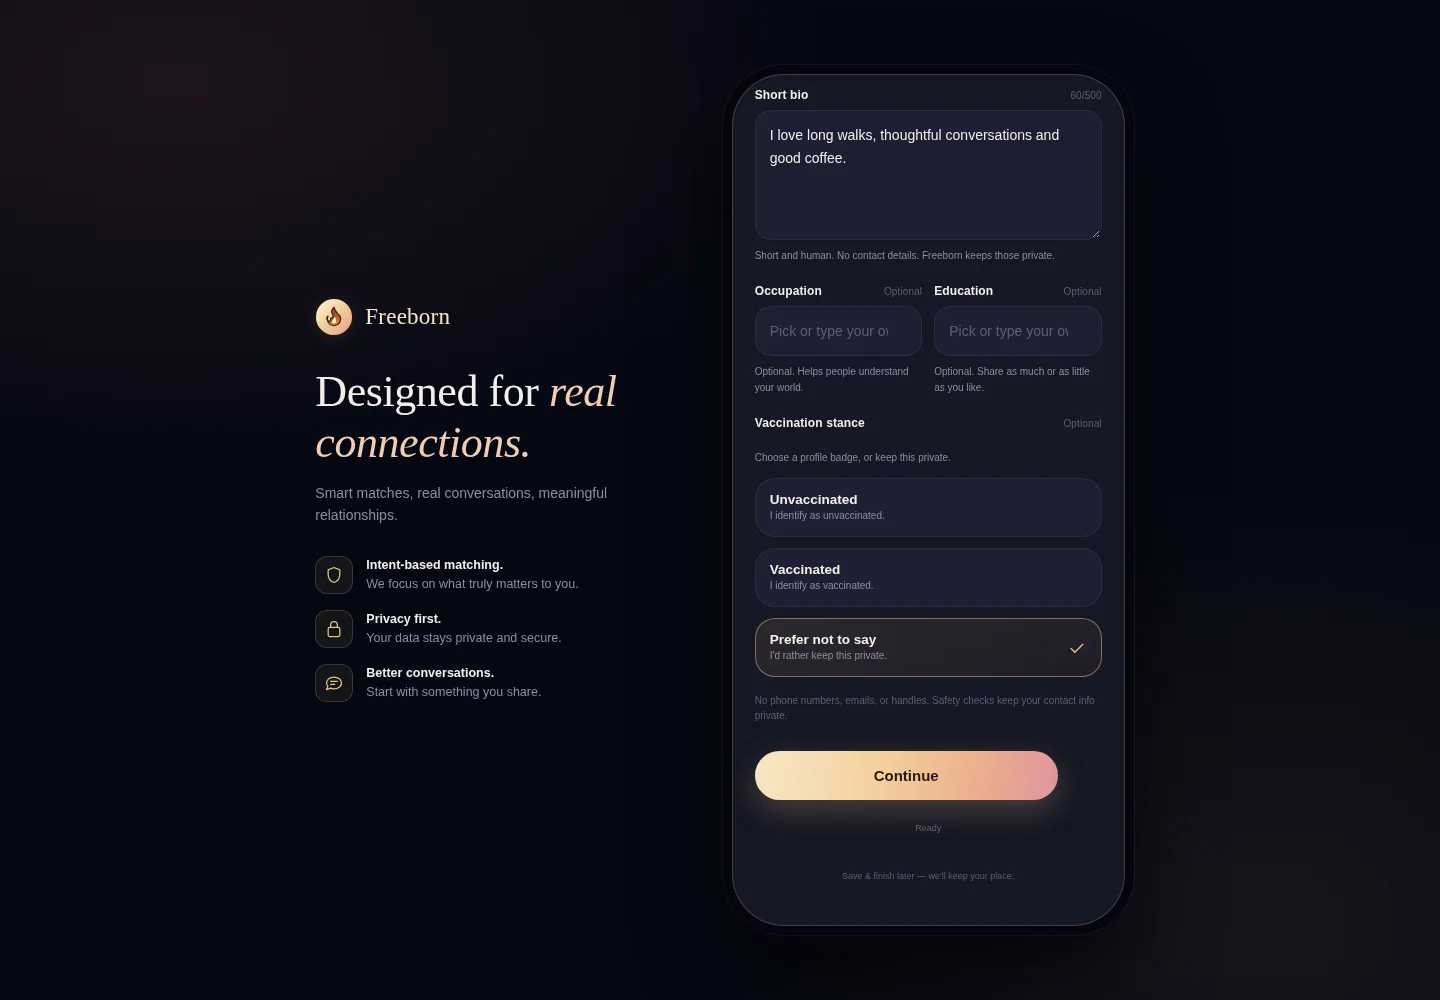 Freeborn
Designed for real
connections.
Smart matches, real conversations, meaningful
relationships.
Intent-based matching.
We focus on what truly matters to you.
Privacy first.
Your data stays private and secure.
Better conversations.
Start with something you share.
Short bio 60/500
I love long walks, thoughtful conversations and
good coffee.
Short and human. No contact details. Freeborn keeps those private.
Occupation Optional Education Optional
Pick or type your ov Pick or type your ov
Optional. Helps people understand
your world.
Optional. Share as much or as little
as you like.
Vaccination stance Optional
Choose a profile badge, or keep this private.
Unvaccinated
I identify as unvaccinated.
Vaccinated
I identify as vaccinated.
Prefer not to say
I'd rather keep this private.
No phone numbers, emails, or handles. Safety checks keep your contact info
private.
Continue
Ready
Save & finish later — we'll keep your place.